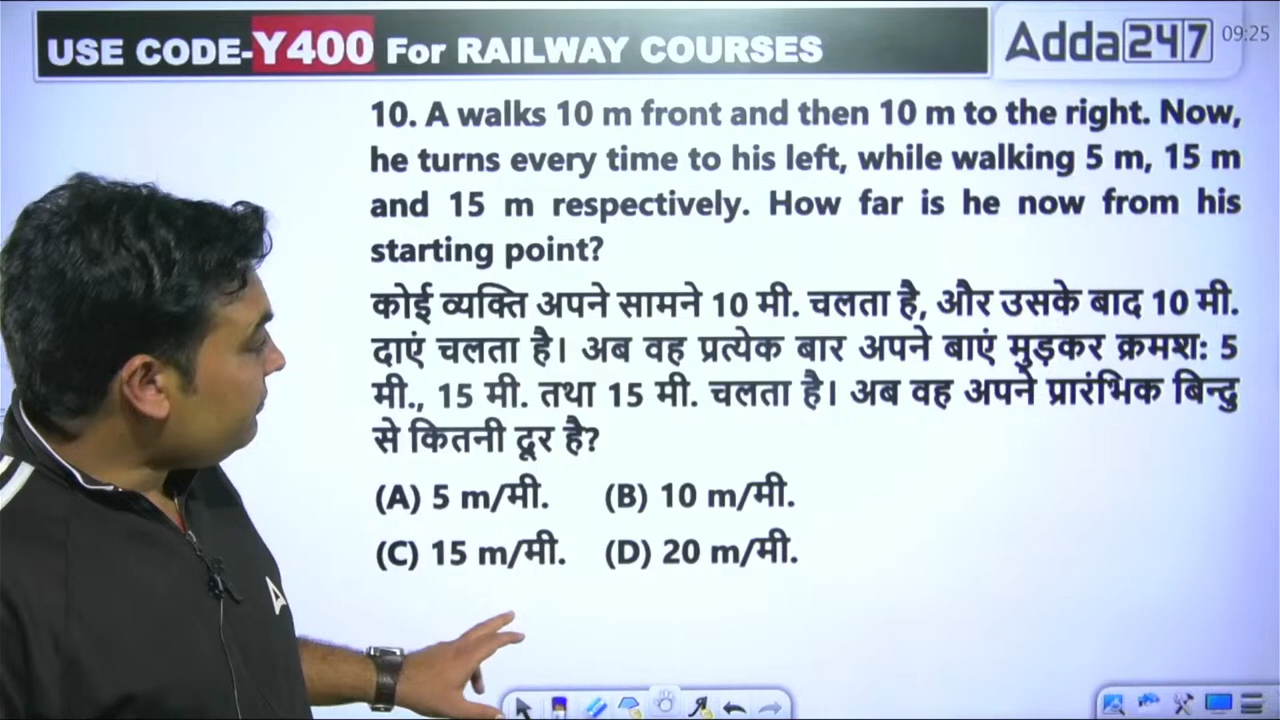 USE CODE-Y400 For RAILWAY COURSES
Adda247
09:25
10. A walks 10 m front and then 10 m to the right. Now,
he turns every time to his left, while walking 5 m, 15 m
and 15 m respectively. How far is he now from his
starting point?
कोई व्यक्ति अपने सामने 10 मी. चलता है, और उसके बाद 10 मी.
दाएं चलता है। अब वह प्रत्येक बार अपने बाएं मुड़कर क्रमश: 5
मी., 15 मी. तथा 15 मी. चलता है। अब वह अपने प्रारंभिक बिन्दु
से कितनी दूर है?
(A) 5 m/मी. (B) 10 m/मी.
(C) 15 m/मी. (D) 20 m/मी.